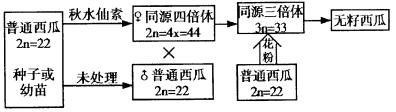 普通西瓜
2n=22
种子或
幼苗
秋水仙素
♀同源四倍体
2n=4x=44
×
未处理
♂普通西瓜
2n=22
同源三倍体
3n=33
花
粉
普通西瓜
2n=22
无籽西瓜